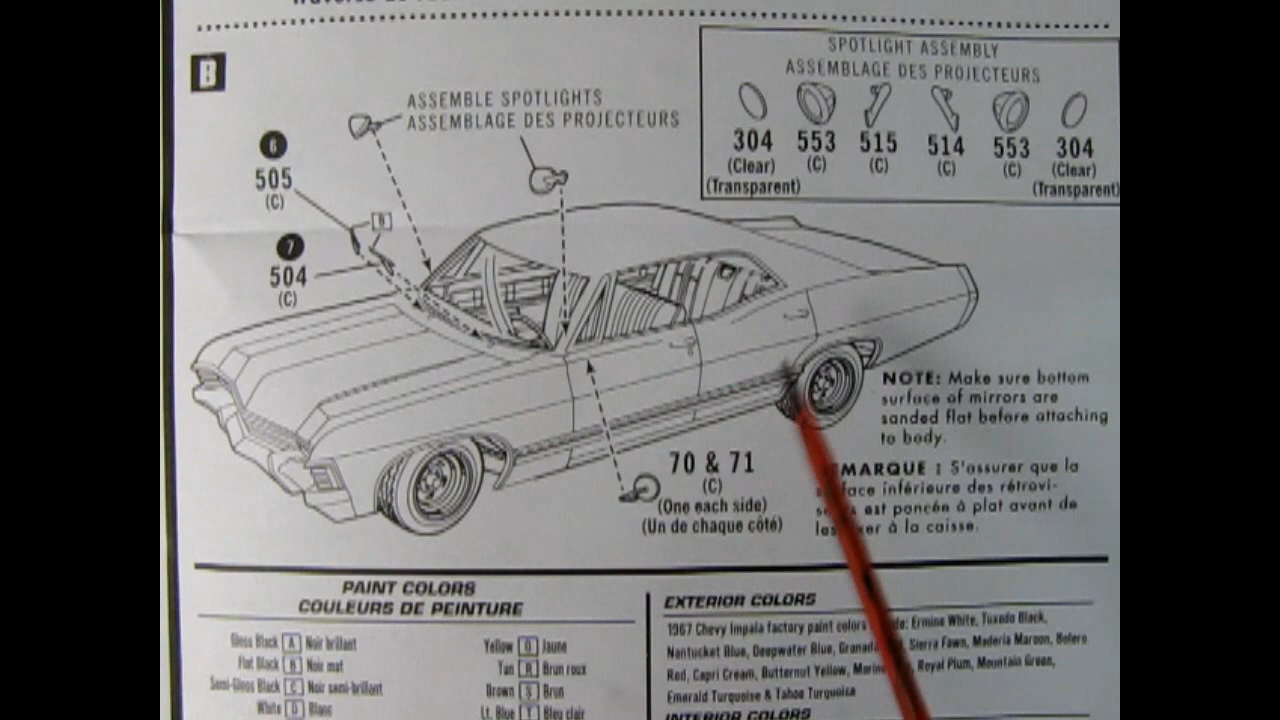 B
SPOTLIGHT ASSEMBLY
ASSEMBLAGE DES PROJECTEURS
304 553 515 514 553 304
(Clear) (C) (C) (C) (C) (Clear)
(Transparent) (Transparent)
ASSEMBLE SPOTLIGHTS
ASSEMBLAGE DES PROJECTEURS
6
505
(C)
B
7
504
(C)
NOTE: Make sure bottom
surface of mirrors are
sanded flat before attaching
to body.
70 & 71
(C)
(One each side)
(Un de chaque côté)
MARQUE : S'assurer que la
face inférieure des rétrovi-
est poncée à plat avant de
à la caisse.
PAINT COLORS
COULEURS DE PEINTURE
Gloss Black A Noir brillant
Flat Black B Noir mat
Semi-Gloss Black C Noir semi-brillant
White D Blanc
Yellow Q Jaune
Tan R Brun roux
Brown S Brun
Lt. Blue T Bleu clair
EXTERIOR COLORS
1967 Chevy Impala factory paint colors Ermine White, Tuxedo Black,
Nantucket Blue, Deepwater Blue, Sierra Fawn, Maderia Maroon, Bolero
Red, Capri Cream, Butternut Yellow, Royal Plum, Mountain Green,
Emerald Turquoise & Tahoe Turquoise
INTERIOR COLORS